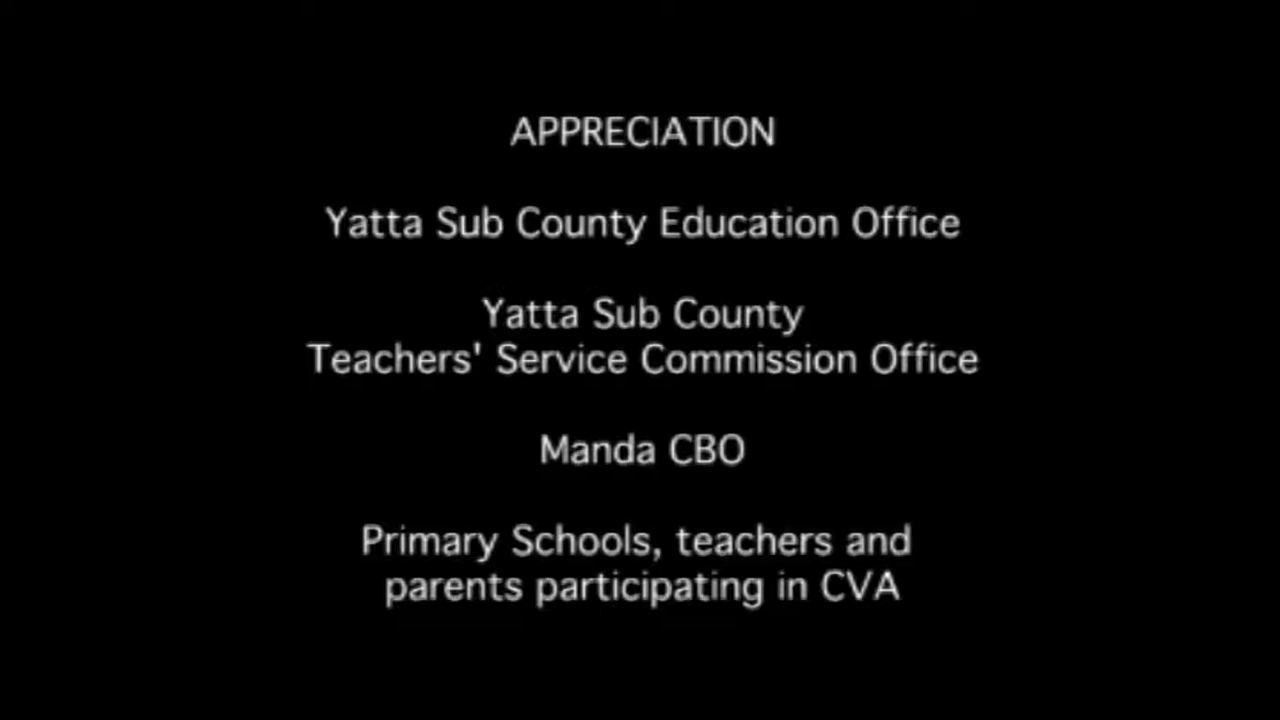 APPRECIATION
Yatta Sub County Education Office
Yatta Sub County
Teachers' Service Commission Office
Manda CBO
Primary Schools, teachers and
parents participating in CVA